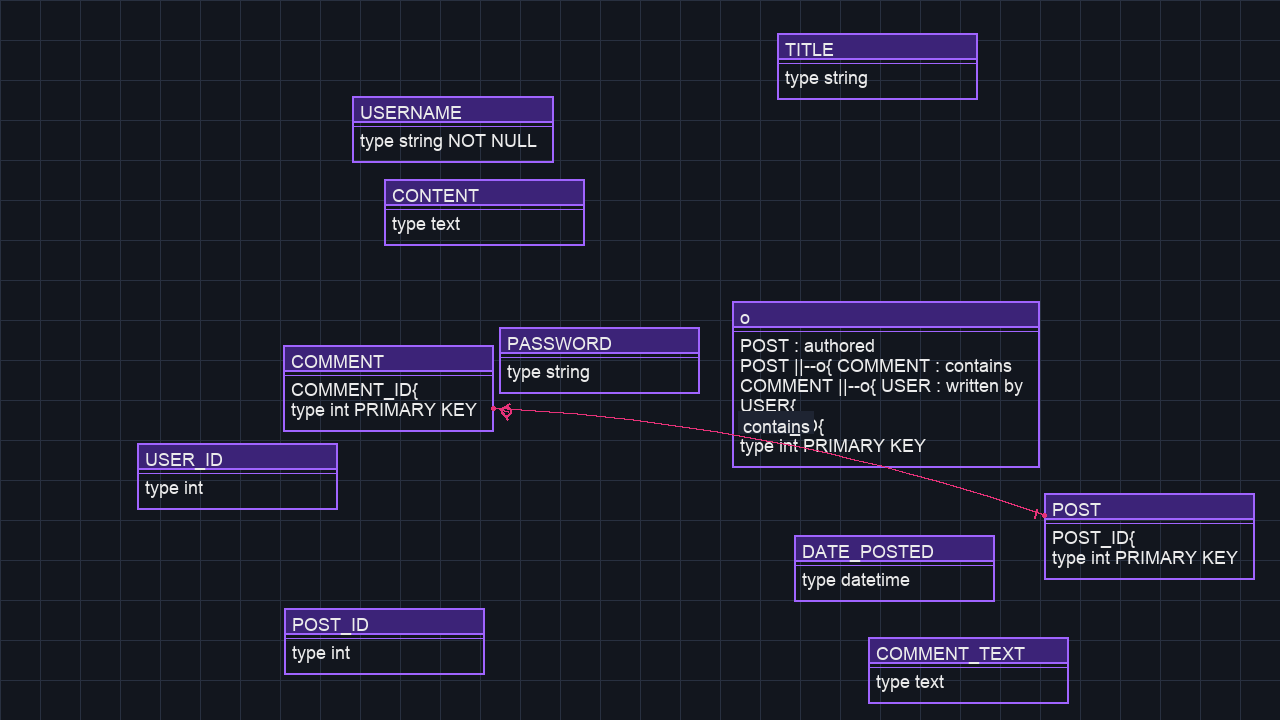 TITLE
type string
USERNAME
type string NOT NULL
CONTENT
type text
o
POST : authored
POST ||--o{ COMMENT : contains
COMMENT ||--o{ USER : written by
USER{
contains
type int PRIMARY KEY
PASSWORD
type string
COMMENT
COMMENT_ID{
type int PRIMARY KEY
USER_ID
type int
POST
POST_ID{
type int PRIMARY KEY
DATE_POSTED
type datetime
POST_ID
type int
COMMENT_TEXT
type text